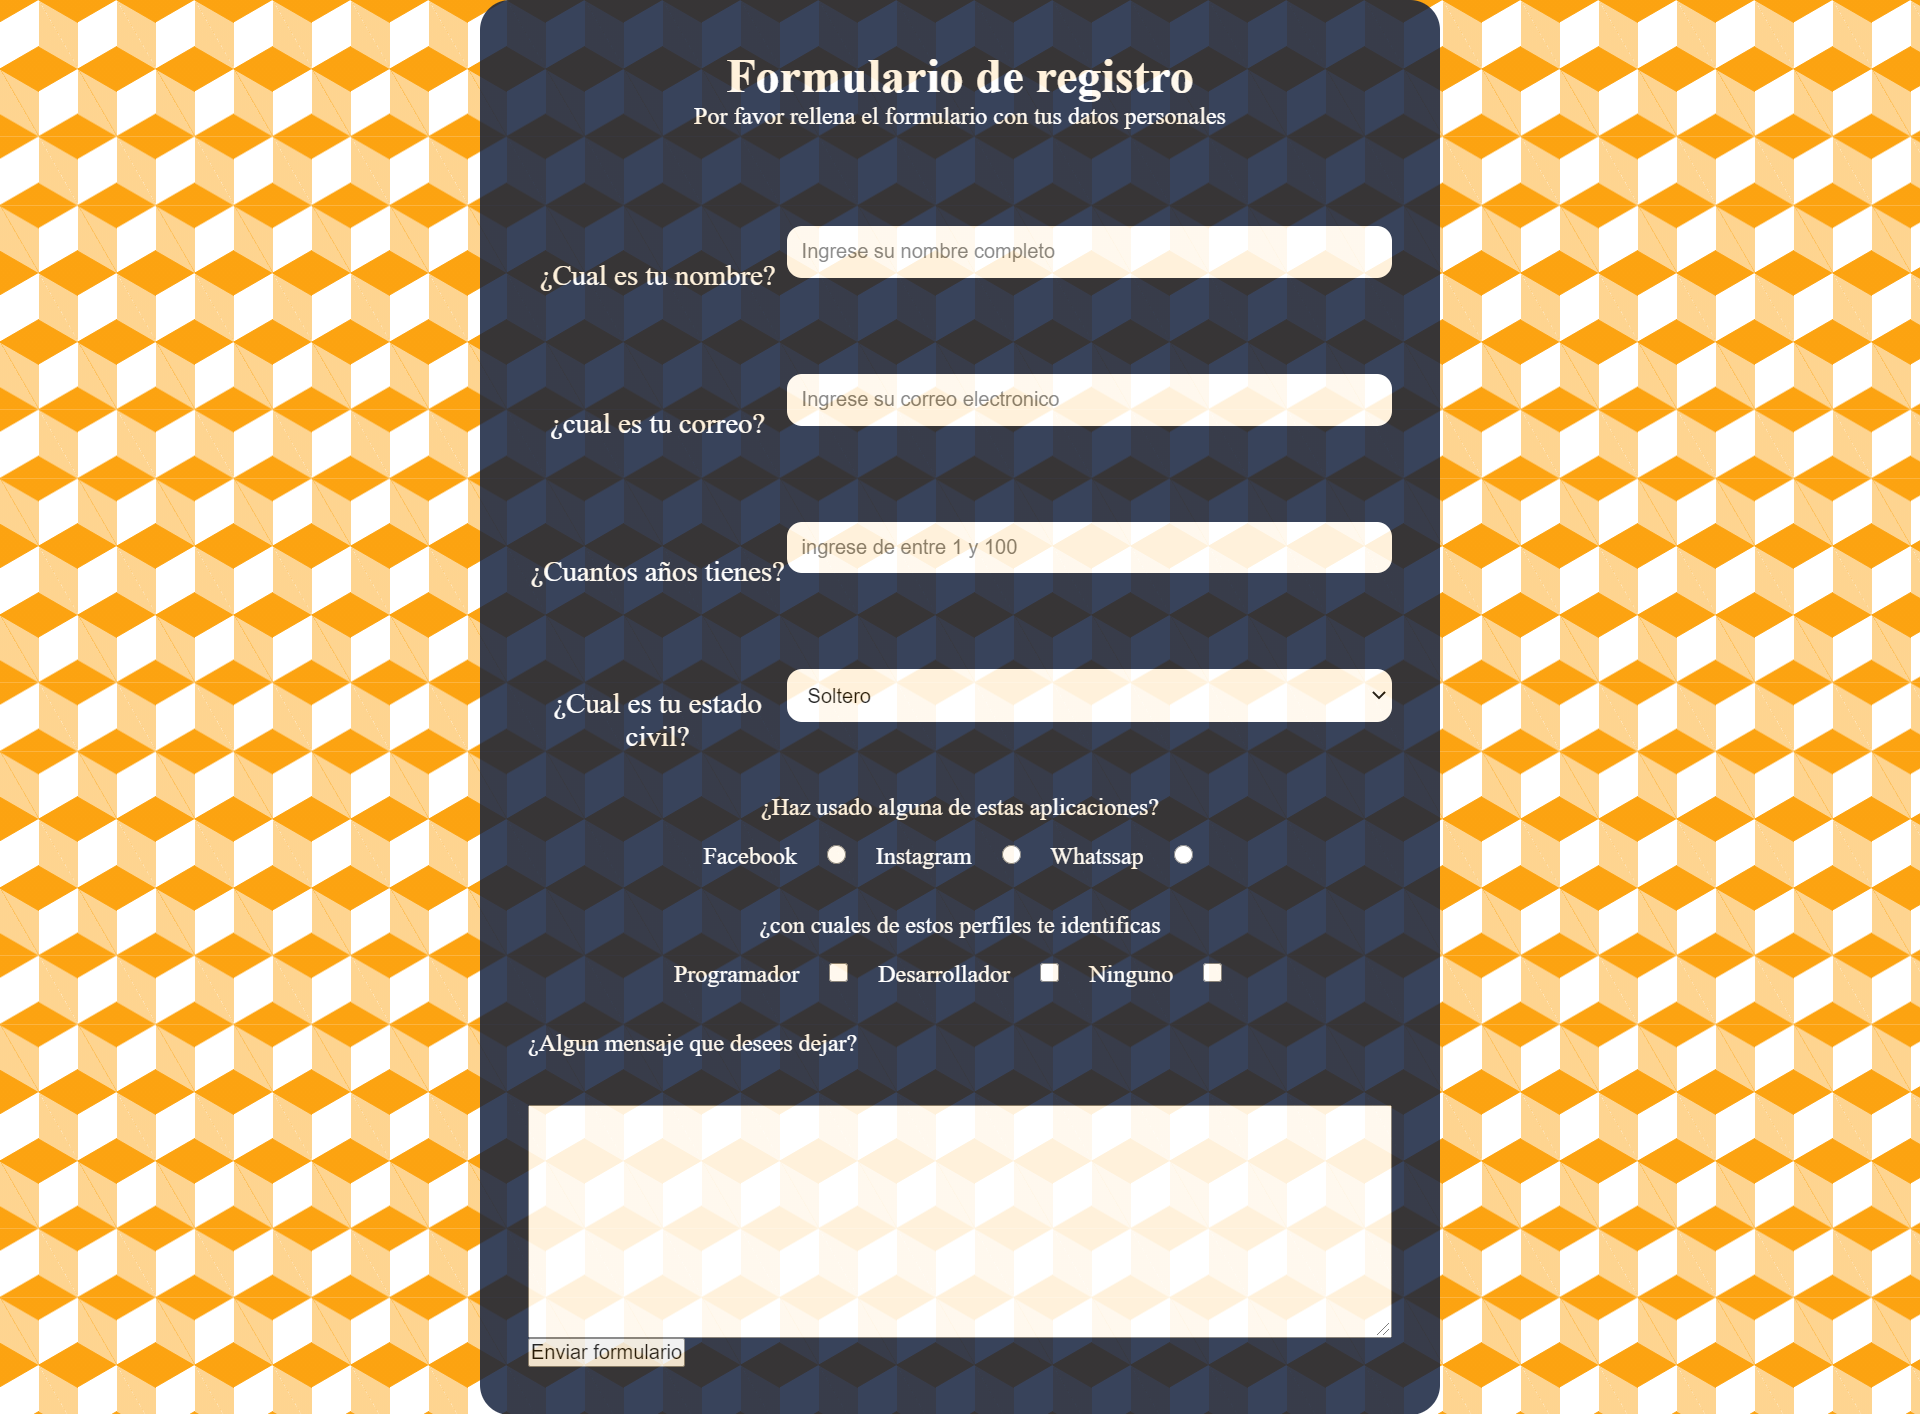 Formulario de registro
Por favor rellena el formulario con tus datos personales
¿Cual es tu nombre?
Ingrese su nombre completo
¿cual es tu correo?
Ingrese su correo electronico
¿Cuantos años tienes?
ingrese de entre 1 y 100
¿Cual es tu estado
civil?
Soltero
¿Haz usado alguna de estas aplicaciones?
Facebook Instagram Whatssap
¿con cuales de estos perfiles te identificas
Programador Desarrollador Ninguno
¿Algun mensaje que desees dejar?
Enviar formulario